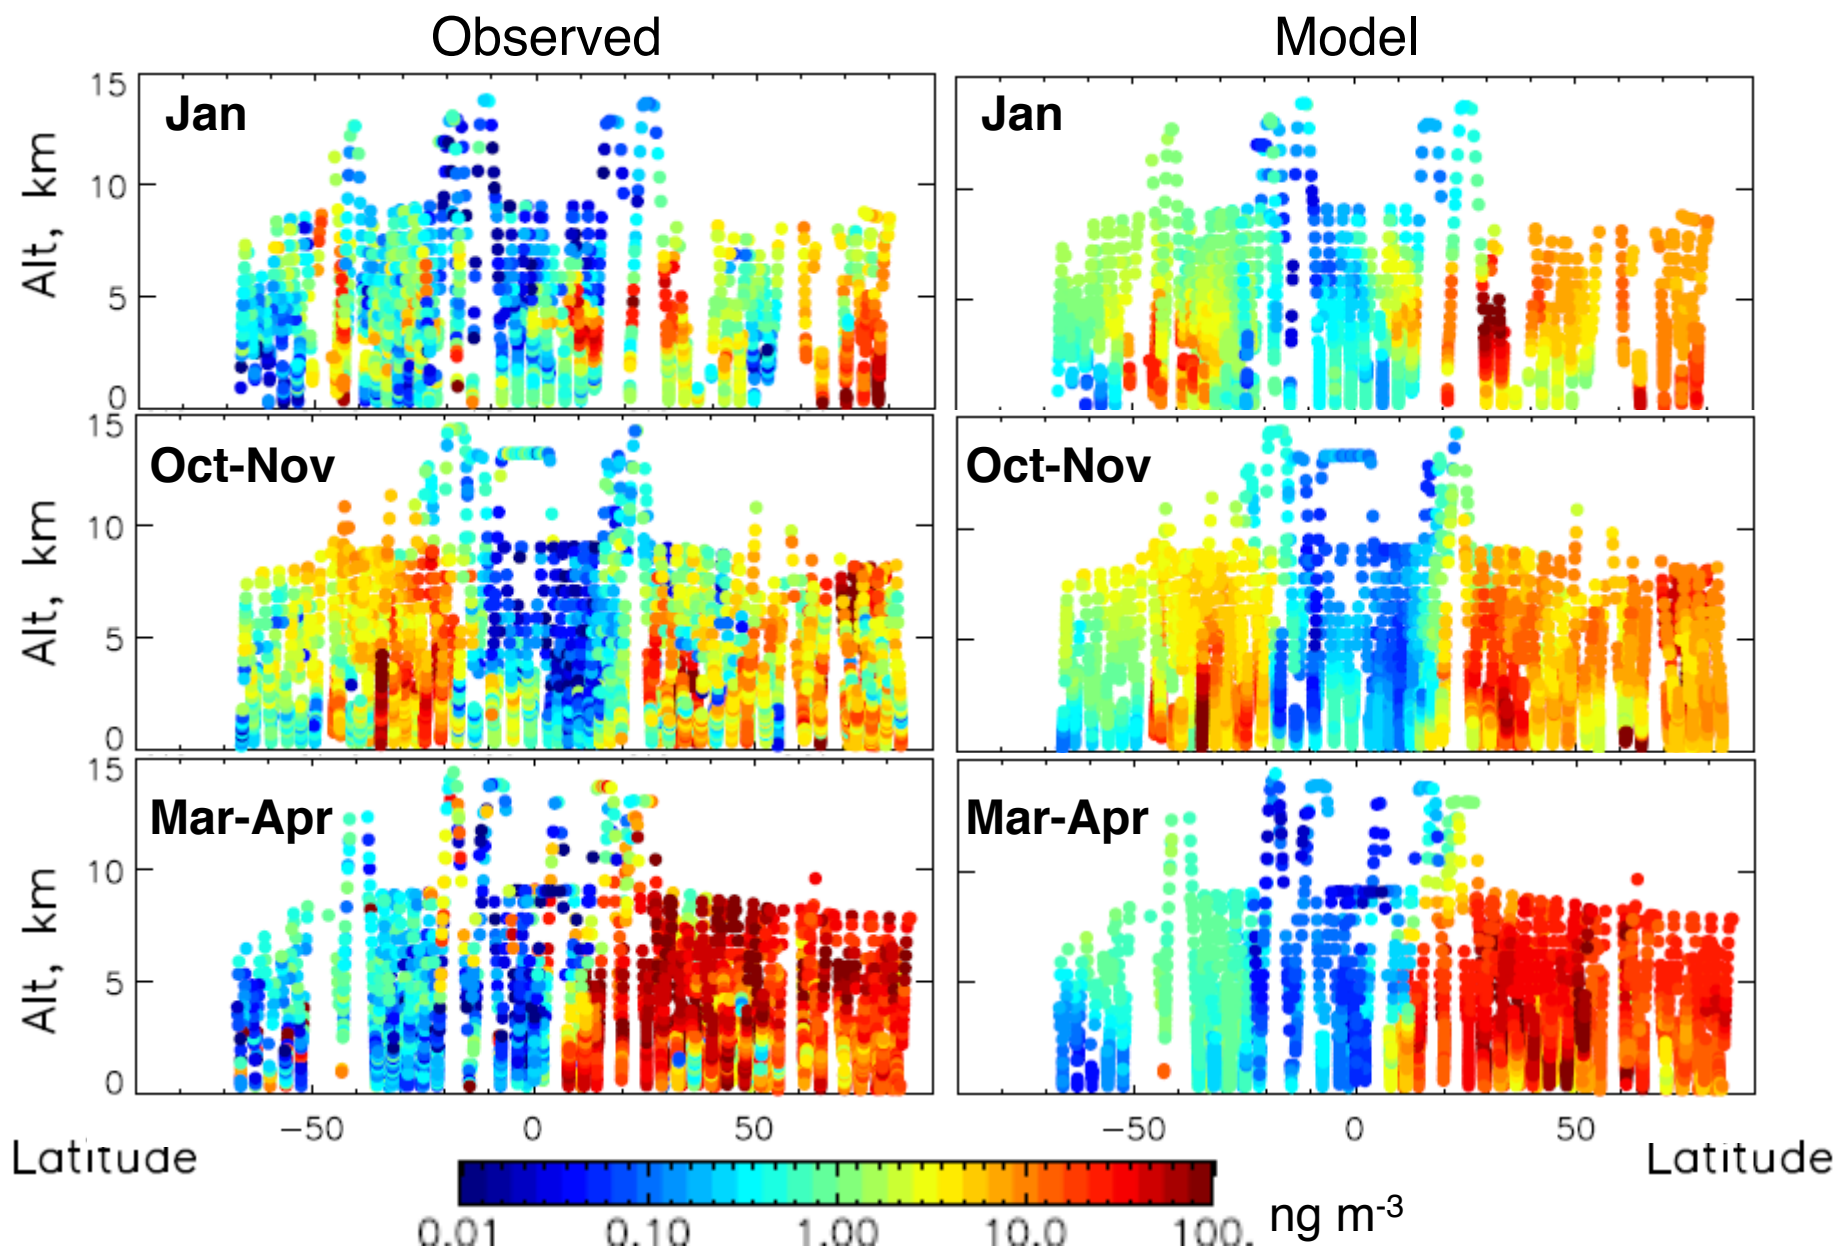 Observed Model
15 Jan Jan
Alt, km
10
5
0
15
Oct-Nov Oct-Nov
Alt, km
10
5
0
15
Mar-Apr Mar-Apr
Alt, km
10
5
0
−50 0 50 −50 0 50
Latitude Latitude
0.01 0.10 1.00 10.0 100. ng m-3